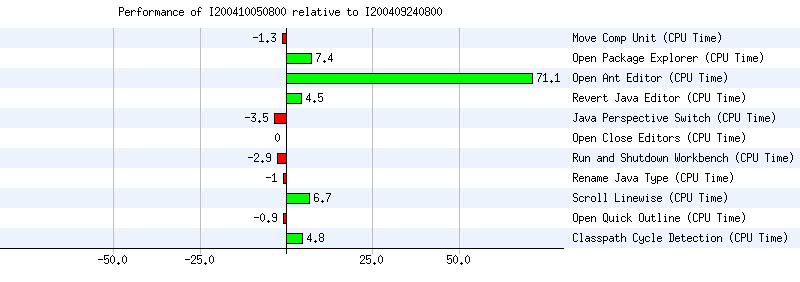 Performance of I200410050800 relative to I200409240800
-1.3 Move Comp Unit (CPU Time)
7.4 Open Package Explorer (CPU Time)
71.1 Open Ant Editor (CPU Time)
4.5 Revert Java Editor (CPU Time)
-3.5 Java Perspective Switch (CPU Time)
0 Open Close Editors (CPU Time)
-2.9 Run and Shutdown Workbench (CPU Time)
-1 Rename Java Type (CPU Time)
6.7 Scroll Linewise (CPU Time)
-0.9 Open Quick Outline (CPU Time)
4.8 Classpath Cycle Detection (CPU Time)
-50.0 -25.0 25.0 50.0